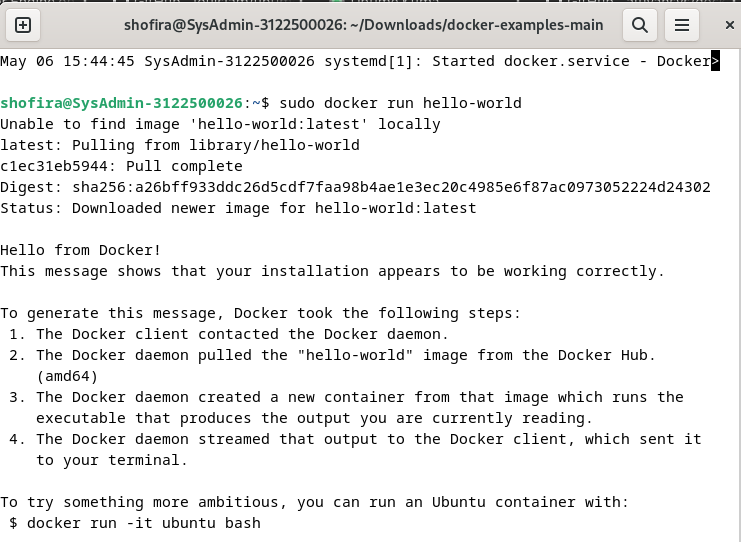 shofira@SysAdmin-3122500026: ~/Downloads/docker-examples-main
May 06 15:44:45 SysAdmin-3122500026 systemd[1]: Started docker.service - Docker>
shofira@SysAdmin-3122500026:~$ sudo docker run hello-world
Unable to find image 'hello-world:latest' locally
latest: Pulling from library/hello-world
c1ec31eb5944: Pull complete
Digest: sha256:a26bff933ddc26d5cdf7faa98b4ae1e3ec20c4985e6f87ac0973052224d24302
Status: Downloaded newer image for hello-world:latest
Hello from Docker!
This message shows that your installation appears to be working correctly.
To generate this message, Docker took the following steps:
1. The Docker client contacted the Docker daemon.
2. The Docker daemon pulled the "hello-world" image from the Docker Hub.
(amd64)
3. The Docker daemon created a new container from that image which runs the
executable that produces the output you are currently reading.
4. The Docker daemon streamed that output to the Docker client, which sent it
to your terminal.
To try something more ambitious, you can run an Ubuntu container with:
$ docker run -it ubuntu bash